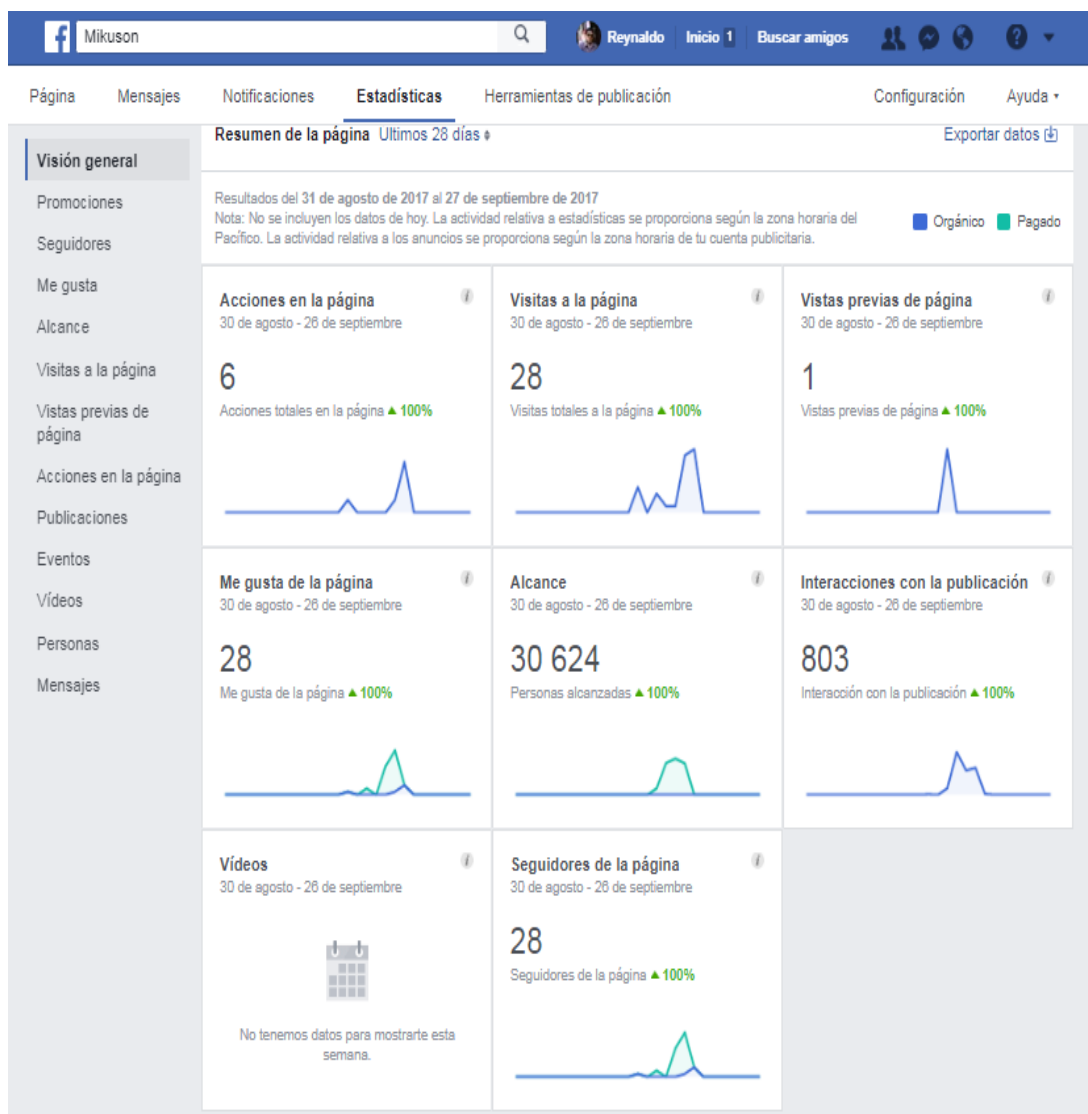 f
Mikuson
Reynaldo Inicio 1 Buscar amigos
?
Página Mensajes Notificaciones Estadísticas Herramientas de publicación Configuración Ayuda
Visión general
Promociones
Seguidores
Me gusta
Alcance
Visitas a la página
Vistas previas de
página
Acciones en la página
Publicaciones
Eventos
Vídeos
Personas
Mensajes
Resumen de la página Ultimos 28 días
Exportar datos
Resultados del 31 de agosto de 2017 al 27 de septiembre de 2017
Nota: No se incluyen los datos de hoy. La actividad relativa a estadísticas se proporciona según la zona horaria del
Pacífico. La actividad relativa a los anuncios se proporciona según la zona horaria de tu cuenta publicitaria.
Orgánico Pagado
Acciones en la página i
30 de agosto - 26 de septiembre
6
Acciones totales en la página ▲ 100%
Visitas a la página i
30 de agosto - 26 de septiembre
28
Visitas totales a la página ▲ 100%
Vistas previas de página i
30 de agosto - 26 de septiembre
1
Vistas previas de página ▲ 100%
Me gusta de la página i
30 de agosto - 26 de septiembre
28
Me gusta de la página ▲ 100%
Alcance i
30 de agosto - 26 de septiembre
30 624
Personas alcanzadas ▲ 100%
Interacciones con la publicación i
30 de agosto - 26 de septiembre
803
Interacción con la publicación ▲ 100%
Vídeos i
30 de agosto - 26 de septiembre
No tenemos datos para mostrarte esta
semana.
Seguidores de la página i
30 de agosto - 26 de septiembre
28
Seguidores de la página ▲ 100%